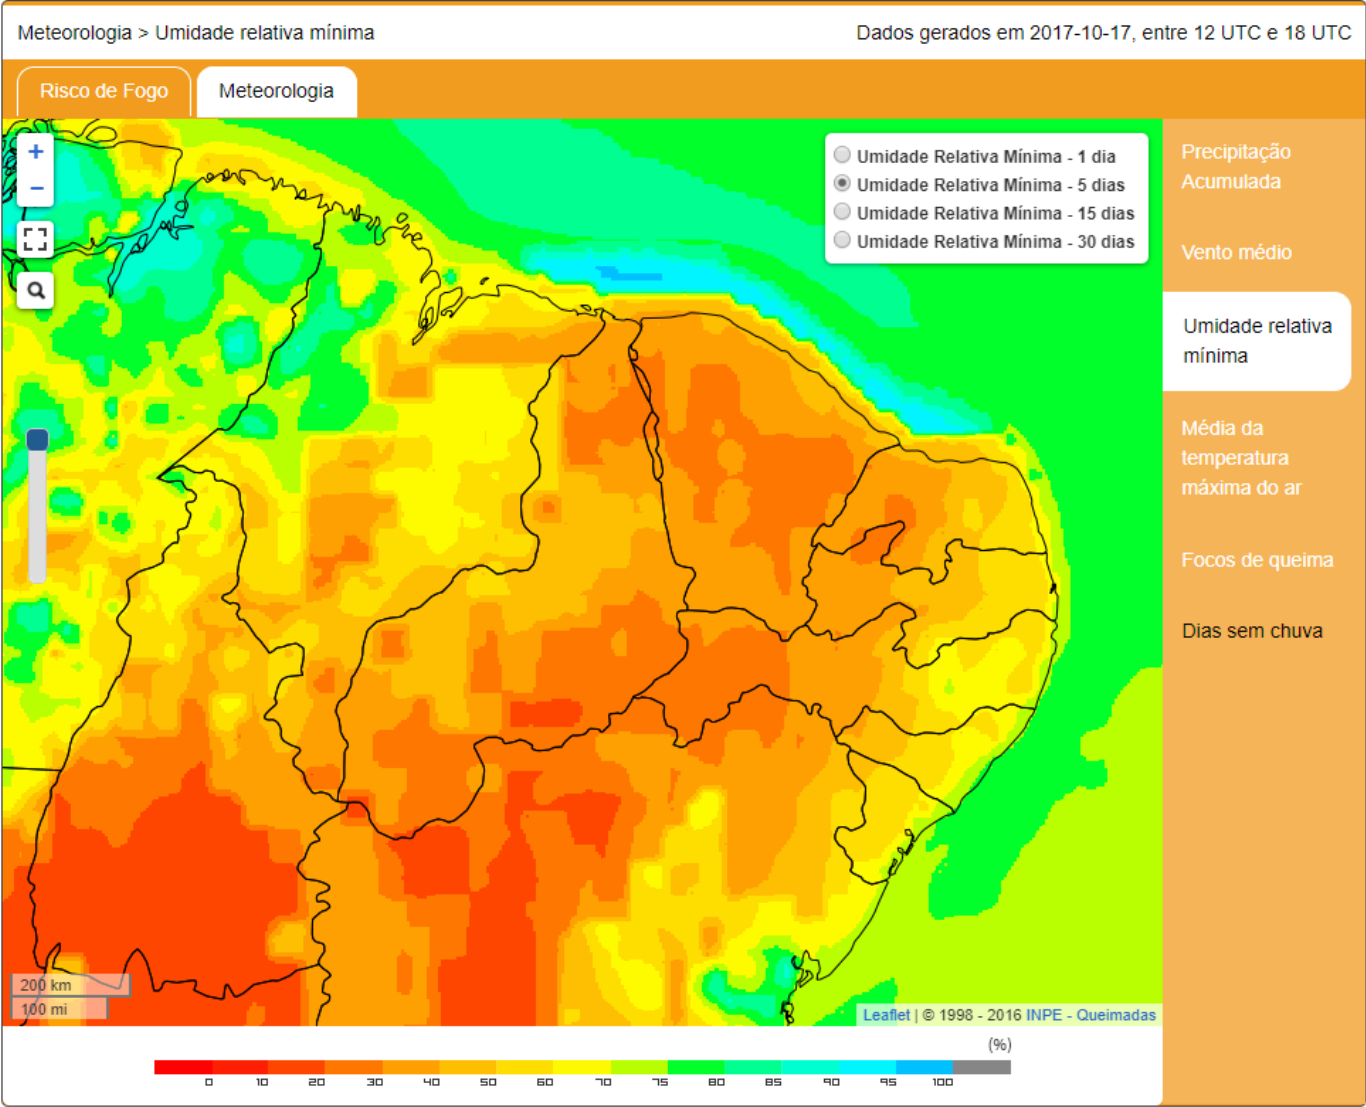 Meteorologia > Umidade relativa mínima
Dados gerados em 2017-10-17, entre 12 UTC e 18 UTC
Risco de Fogo
Meteorologia
+
−
Umidade Relativa Mínima - 1 dia
Umidade Relativa Mínima - 5 dias
Umidade Relativa Mínima - 15 dias
Umidade Relativa Mínima - 30 dias
Precipitação
Acumulada
Vento médio
Umidade relativa
mínima
Média da
temperatura
máxima do ar
Focos de queima
Dias sem chuva
200 km
100 mi
Leaflet | © 1998 - 2016 INPE - Queimadas
(%)
0 10 20 30 40 50 60 70 75 80 85 90 95 100